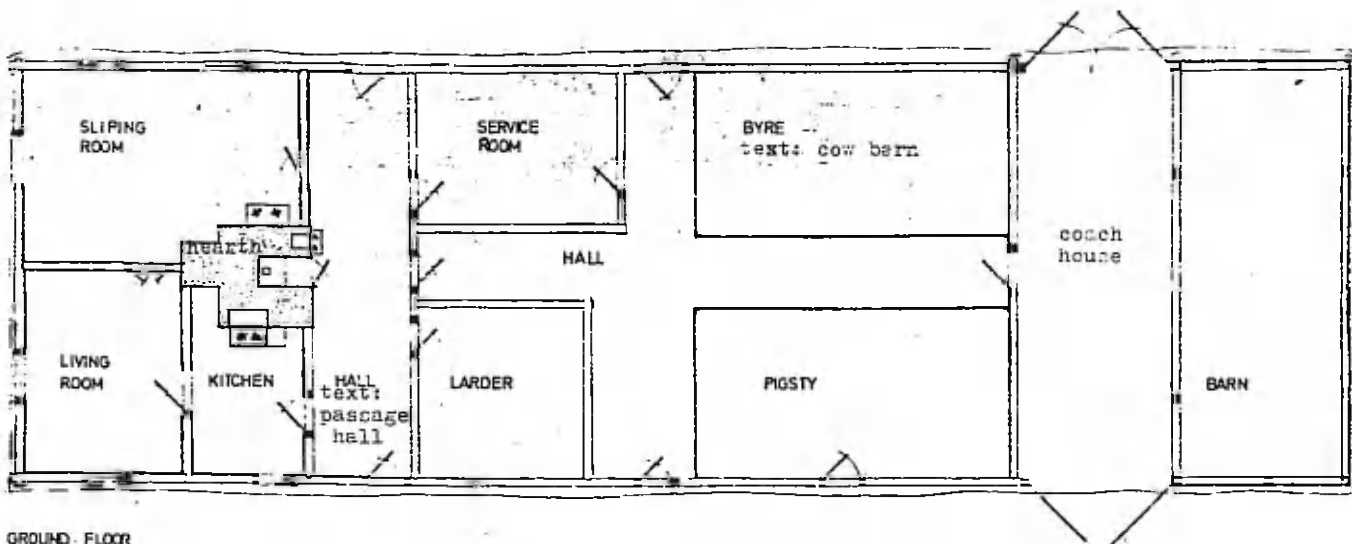 SLIPING
ROOM
SERVICE
ROOM
BYRE
text: cow barn
hearth
HALL
coach
house
LIVING
ROOM
KITCHEN
HALL
text:
pascage
hall
LARDER
PIGSTY
BARN
GROUND FLOOR